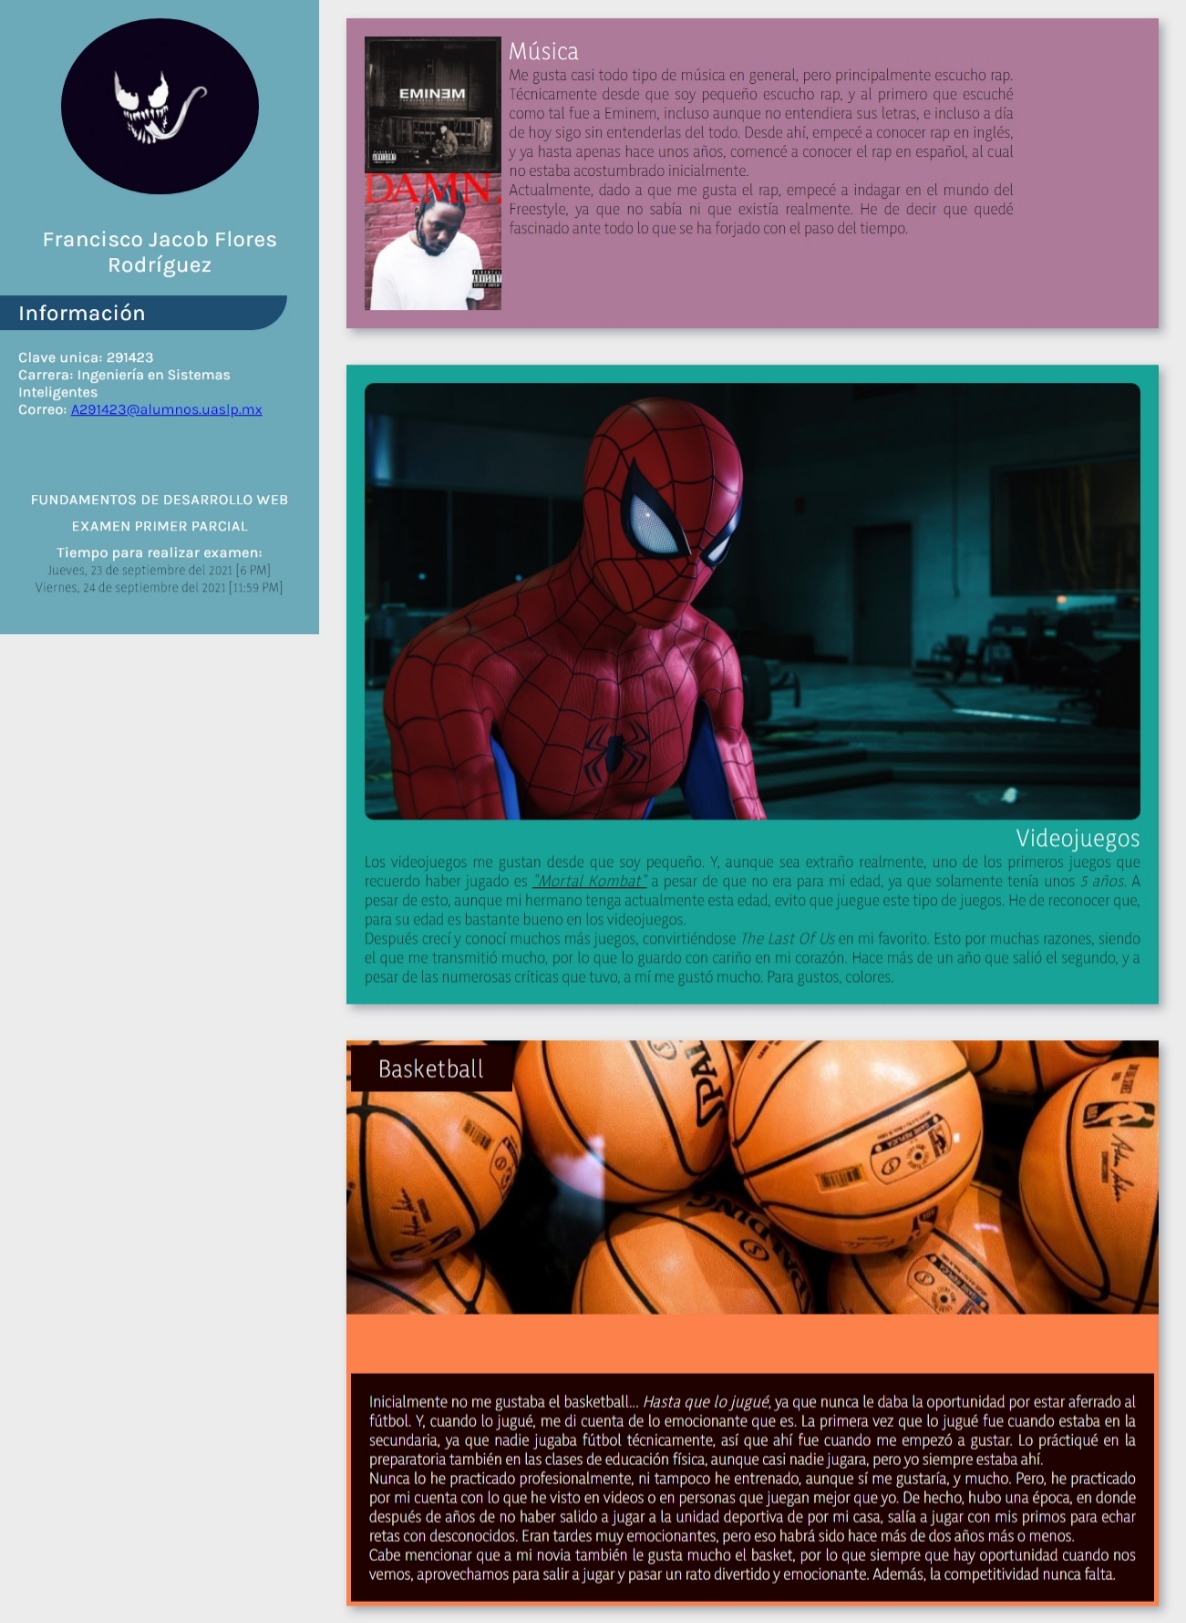 Francisco Jacob Flores
Rodríguez
Información
Clave unica: 291423
Carrera: Ingeniería en Sistemas
Inteligentes
Correo: A291423@alumnos.uaslp.mx
FUNDAMENTOS DE DESARROLLO WEB
EXAMEN PRIMER PARCIAL
Tiempo para realizar examen:
Jueves, 23 de septiembre del 2021 [6 PM]
Viernes, 24 de septiembre del 2021 [11:59 PM]
EMINEM
DAMN.
Música
Me gusta casi todo tipo de música en general, pero principalmente escucho rap.
Técnicamente desde que soy pequeño escucho rap, y al primero que escuché
como tal fue a Eminem, incluso aunque no entendiera sus letras, e incluso a día
de hoy sigo sin entenderlas del todo. Desde ahí, empecé a conocer rap en inglés,
y ya hasta apenas hace unos años, comencé a conocer el rap en español, al cual
no estaba acostumbrado inicialmente.
Actualmente, dado a que me gusta el rap, empecé a indagar en el mundo del
Freestyle, ya que no sabía ni que existía realmente. He de decir que quedé
fascinado ante todo lo que se ha forjado con el paso del tiempo.
Videojuegos
Los videojuegos me gustan desde que soy pequeño. Y, aunque sea extraño realmente, uno de los primeros juegos que
recuerdo haber jugado es "Mortal Kombat" a pesar de que no era para mi edad, ya que solamente tenía unos 5 años. A
pesar de esto, aunque mi hermano tenga actualmente esta edad, evito que juegue este tipo de juegos. He de reconocer que,
para su edad es bastante bueno en los videojuegos.
Después crecí y conocí muchos más juegos, convirtiéndose The Last Of Us en mi favorito. Esto por muchas razones, siendo
el que me transmitió mucho, por lo que lo guardo con cariño en mi corazón. Hace más de un año que salió el segundo, y a
pesar de las numerosas críticas que tuvo, a mí me gustó mucho. Para gustos, colores.
Basketball
SPAL
DING
Inicialmente no me gustaba el basketball... Hasta que lo jugué, ya que nunca le daba la oportunidad por estar aferrado al
fútbol. Y, cuando lo jugué, me di cuenta de lo emocionante que es. La primera vez que lo jugué fue cuando estaba en la
secundaria, ya que nadie jugaba fútbol técnicamente, así que ahí fue cuando me empezó a gustar. Lo práctiqué en la
preparatoria también en las clases de educación física, aunque casi nadie jugara, pero yo siempre estaba ahí.
Nunca lo he practicado profesionalmente, ni tampoco he entrenado, aunque sí me gustaría, y mucho. Pero, he practicado
por mi cuenta con lo que he visto en videos o en personas que juegan mejor que yo. De hecho, hubo una época, en donde
después de años de no haber salido a jugar a la unidad deportiva de por mi casa, salía a jugar con mis primos para echar
retas con desconocidos. Eran tardes muy emocionantes, pero eso habrá sido hace más de dos años más o menos.
Cabe mencionar que a mi novia también le gusta mucho el basket, por lo que siempre que hay oportunidad cuando nos
vemos, aprovechamos para salir a jugar y pasar un rato divertido y emocionante. Además, la competitividad nunca falta.